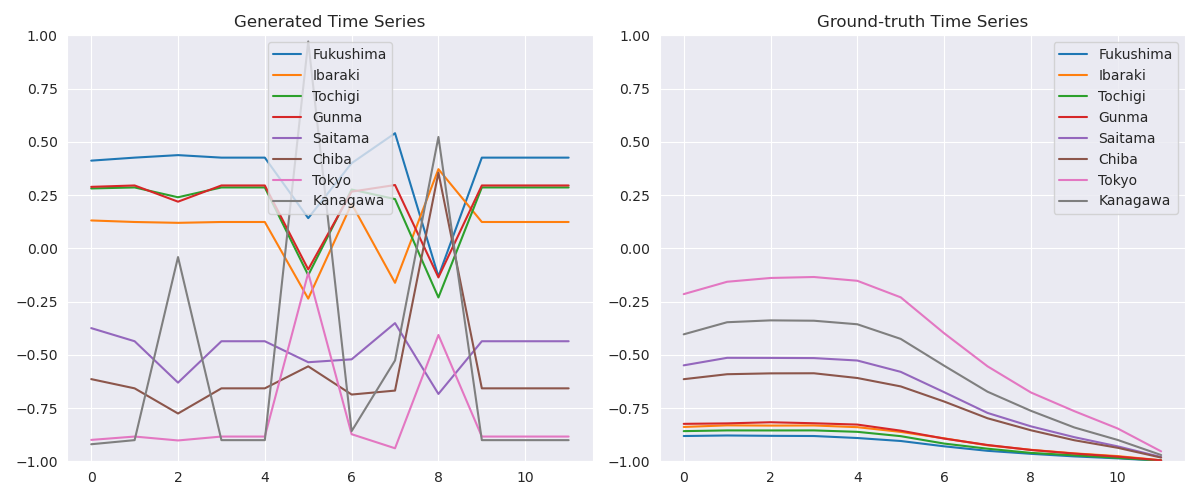 Generated Time Series
1.00
0.75
0.50
0.25
0.00
−0.25
−0.50
−0.75
−1.00
0 2 4 6 8 10
Fukushima
Ibaraki
Tochigi
Gunma
Saitama
Chiba
Tokyo
Kanagawa
Ground-truth Time Series
1.00
0.75
0.50
0.25
0.00
−0.25
−0.50
−0.75
−1.00
0 2 4 6 8 10
Fukushima
Ibaraki
Tochigi
Gunma
Saitama
Chiba
Tokyo
Kanagawa